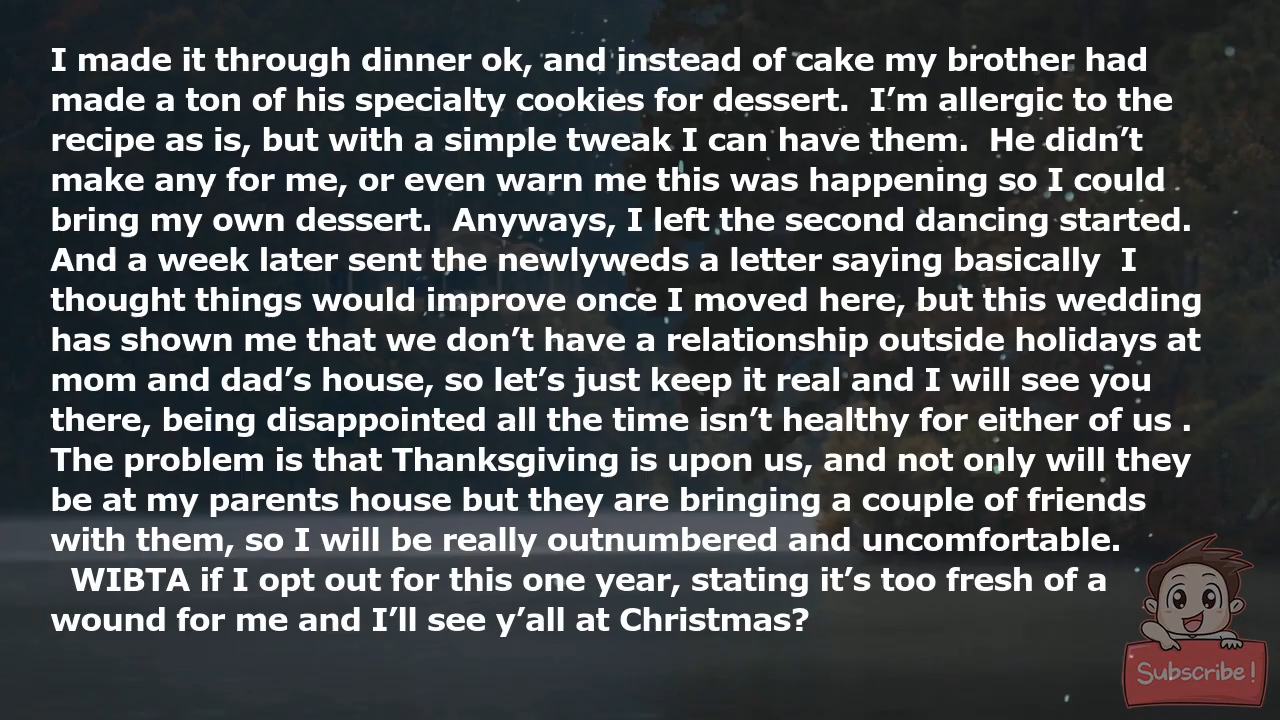 I made it through dinner ok, and instead of cake my brother had
made a ton of his specialty cookies for dessert.  I’m allergic to the
recipe as is, but with a simple tweak I can have them.  He didn’t
make any for me, or even warn me this was happening so I could
bring my own dessert.  Anyways, I left the second dancing started.
And a week later sent the newlyweds a letter saying basically  I
thought things would improve once I moved here, but this wedding
has shown me that we don’t have a relationship outside holidays at
mom and dad’s house, so let’s just keep it real and I will see you
there, being disappointed all the time isn’t healthy for either of us .
The problem is that Thanksgiving is upon us, and not only will they
be at my parents house but they are bringing a couple of friends
with them, so I will be really outnumbered and uncomfortable.
WIBTA if I opt out for this one year, stating it’s too fresh of a
wound for me and I’ll see y’all at Christmas?
Subscribe!